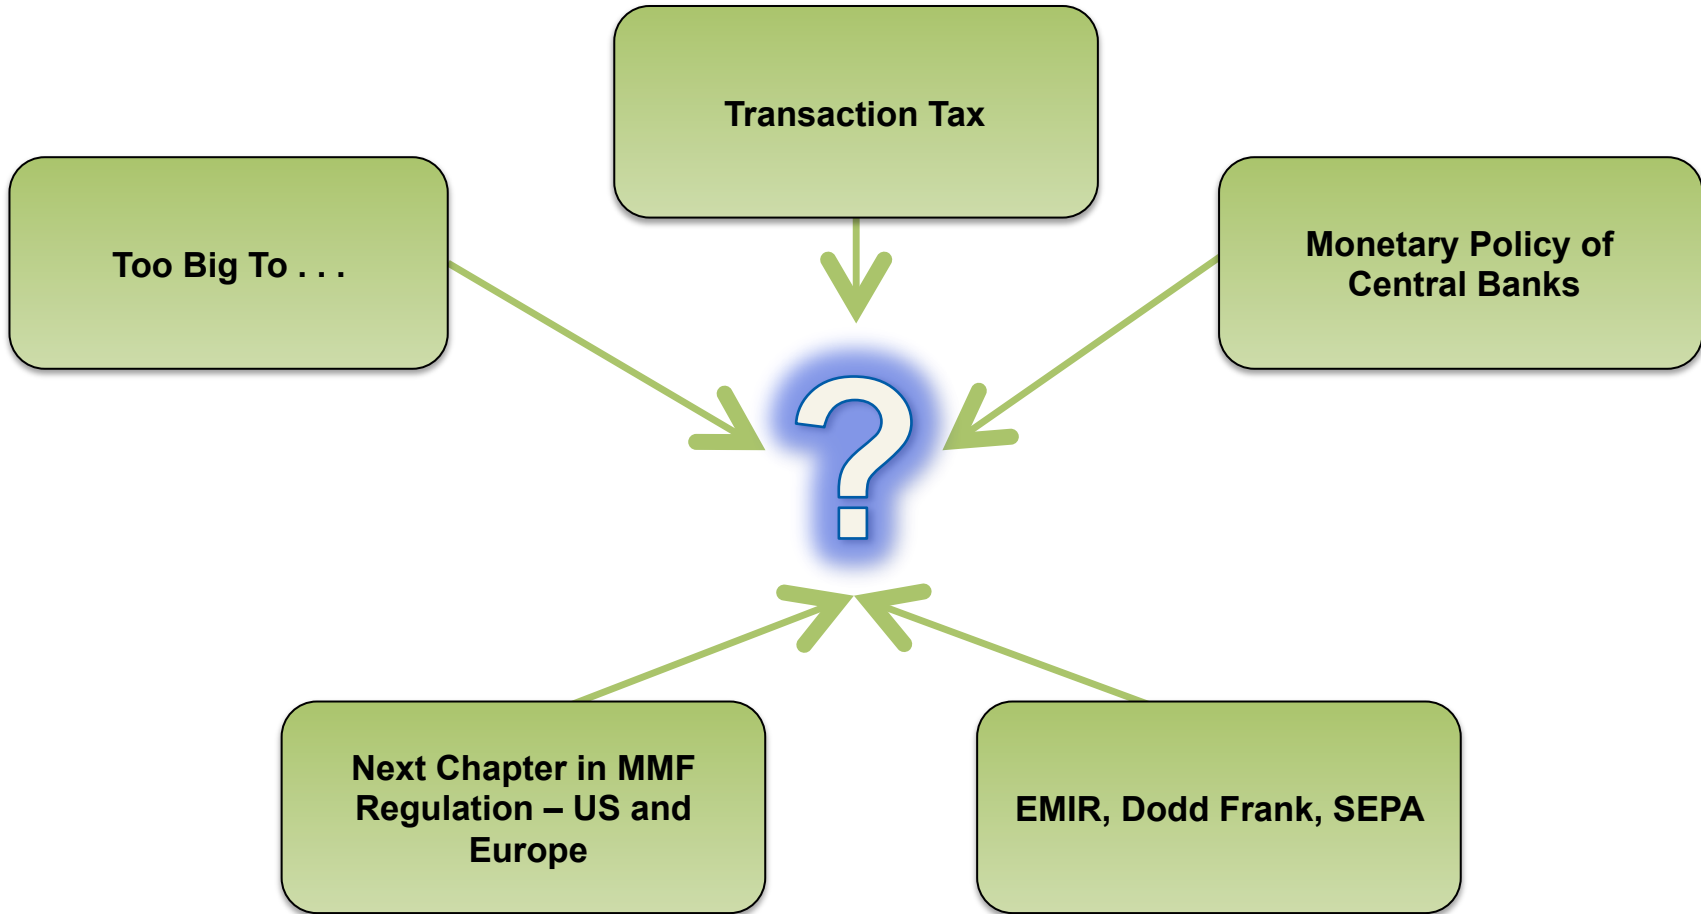 Transaction Tax
Too Big To . . .
Monetary Policy of
Central Banks
?
Next Chapter in MMF
Regulation – US and
Europe
EMIR, Dodd Frank, SEPA